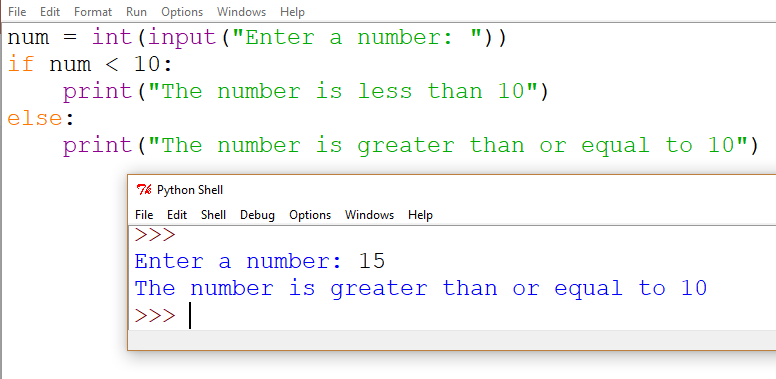 File Edit Format Run Options Windows Help
num = int(input("Enter a number: "))
if num < 10:
    print("The number is less than 10")
else:
    print("The number is greater than or equal to 10")
Python Shell
File Edit Shell Debug Options Windows Help
>>>
Enter a number: 15
The number is greater than or equal to 10
>>>